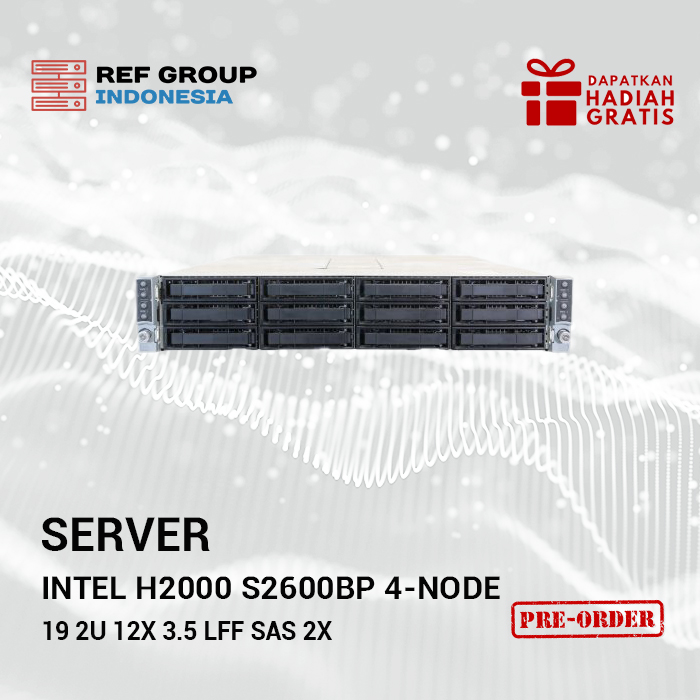 REF GROUP
INDONESIA
DAPATKAN
HADIAH
GRATIS
SERVER
INTEL H2000 S2600BP 4-NODE
19 2U 12X 3.5 LFF SAS 2X
PRE-ORDER